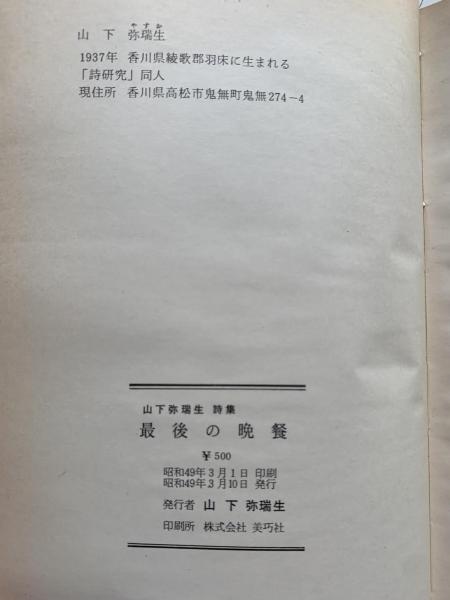 やすお
山下 弥瑞生
1937年 香川県綾歌郡羽床に生まれる
「詩研究」同人
現住所 香川県高松市鬼無町鬼無274-4
山下弥瑞生 詩集
最後の晩餐
¥500
昭和49年3月1日 印刷
昭和49年3月10日 発行
発行者 山下 弥瑞生
印刷所 株式会社 美巧社